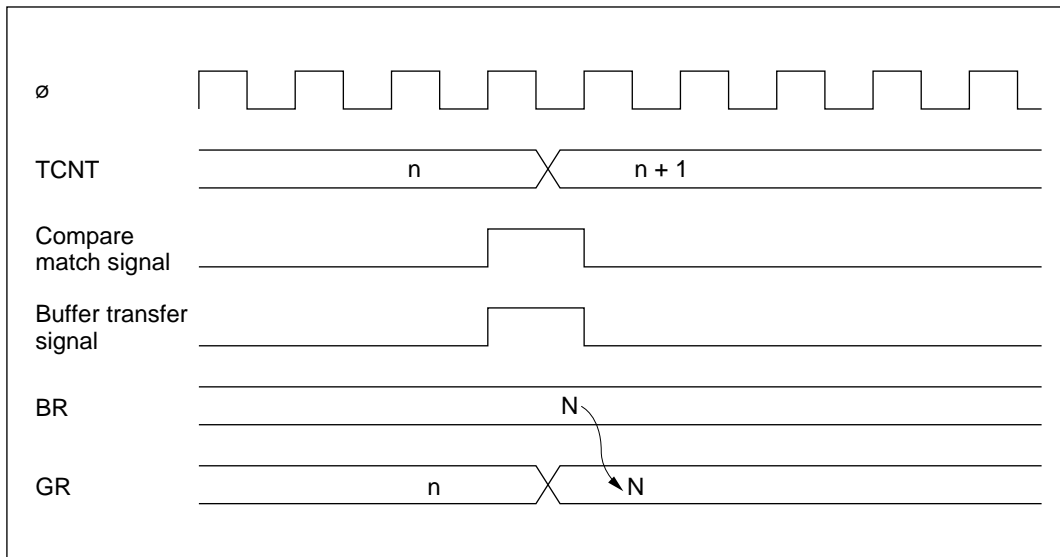 ø
TCNT n n + 1
Compare
match signal
Buffer transfer
signal
BR N
GR n N